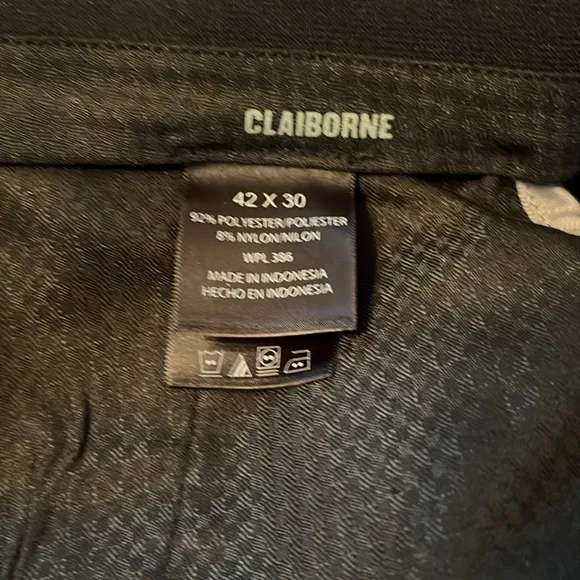 CLAIBORNE
42 X 30
92% POLYESTER/POLIESTER
8% NYLON/NILON
WPL 386
MADE IN INDONESIA
HECHO EN INDONESIA